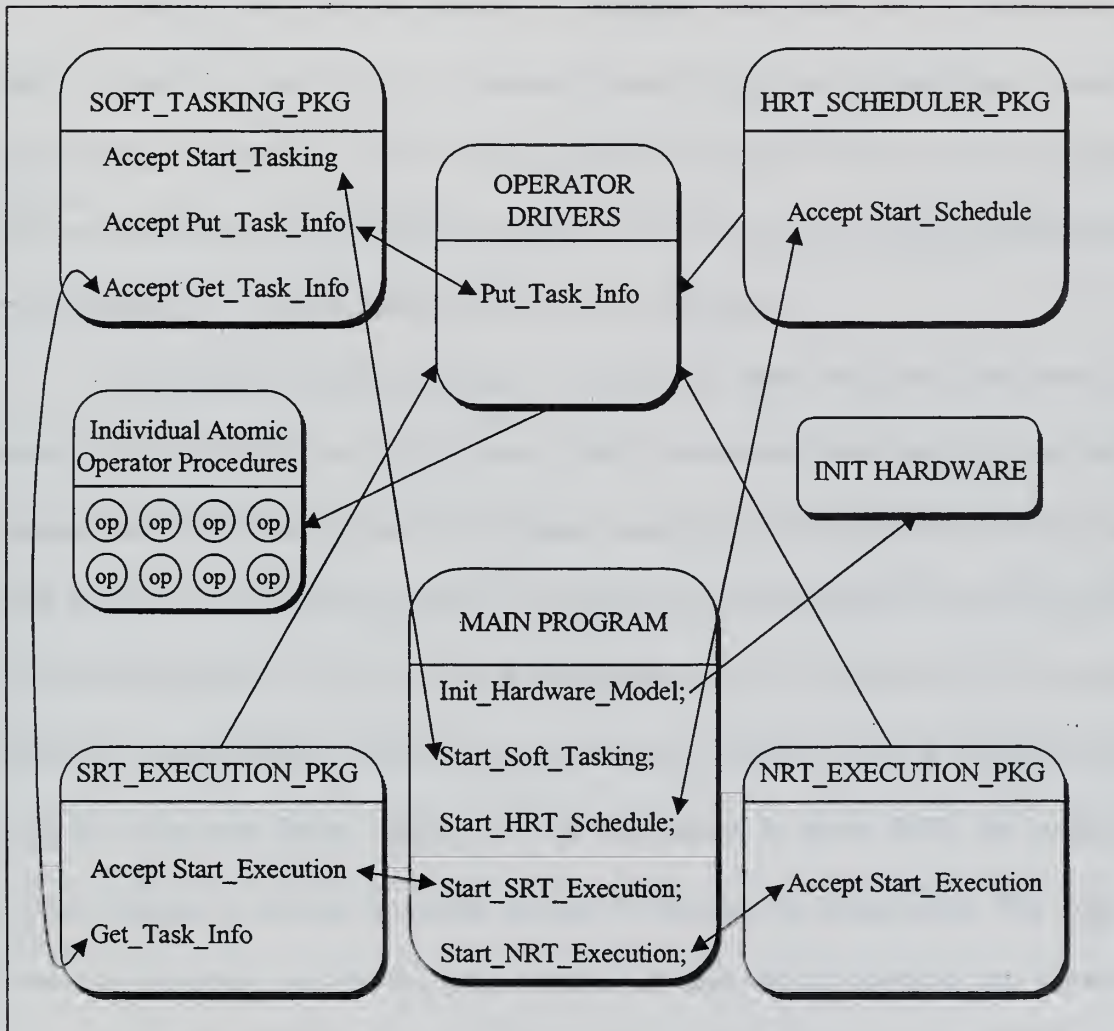 SOFT_TASKING_PKG
Accept Start_Tasking
Accept Put_Task_Info
Accept Get_Task_Info
OPERATOR
DRIVERS
Put_Task_Info
HRT_SCHEDULER_PKG
Accept Start_Schedule
Individual Atomic
Operator Procedures
op op op op
op op op op
INIT HARDWARE
MAIN PROGRAM
Init_Hardware_Model;
Start_Soft_Tasking;
Start_HRT_Schedule;
Start_SRT_Execution;
Start_NRT_Execution;
SRT_EXECUTION_PKG
Accept Start_Execution
Get_Task_Info
NRT_EXECUTION_PKG
Accept Start_Execution